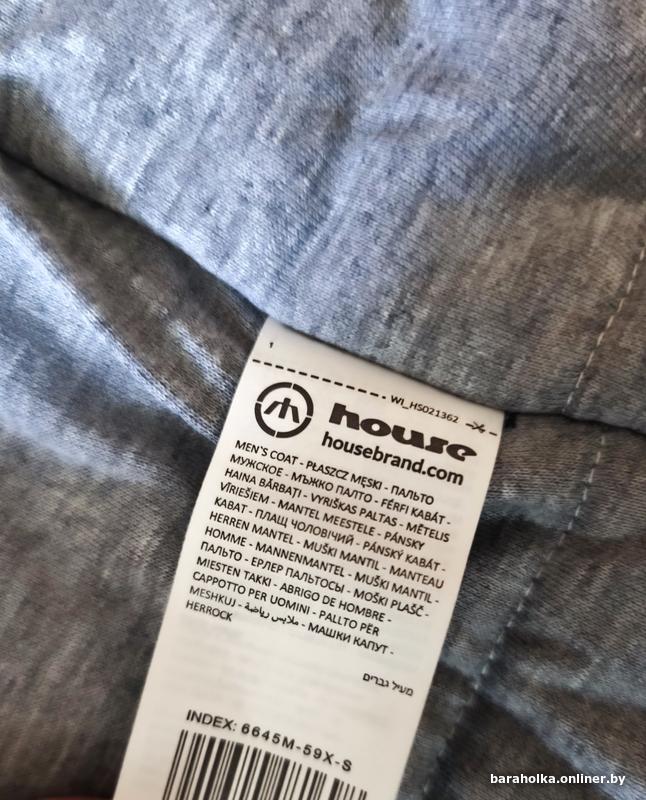 1
WI_HS021362
house
housebrand.com
MEN'S COAT - PŁASZCZ MĘSKI - ПАЛЬТО
МУЖСКОЕ - МЪЖКО ПАЛТО - FÉRFI KABÁT -
HAINA BĂRBAȚI - VYRIŠKAS PALTAS - MĒTELIS
VĪRIEŠIEM - MANTEL MEESTELE - PÁNSKY
KABAT - ПЛАЩ ЧОЛОВІЧИЙ - PÁNSKÝ KABÁT -
HERREN MANTEL - MUŠKI MANTIL - MANTEAU
HOMME - MANNENMANTEL - MUŠKI MANTIL -
ПАЛЬТО - ЕРЛЕР ПАЛЬТОСЫ - MOŠKI PLAŠČ -
MIESTEN TAKKI - ABRIGO DE HOMBRE -
CAPPOTTO PER UOMINI - PALLTO PËR
MESHKUJ - ملابس رياضية - МАШКИ КАПУТ -
HERROCK
מעיל גברים
INDEX: 6645M-59X-S
baraholka.onliner.by